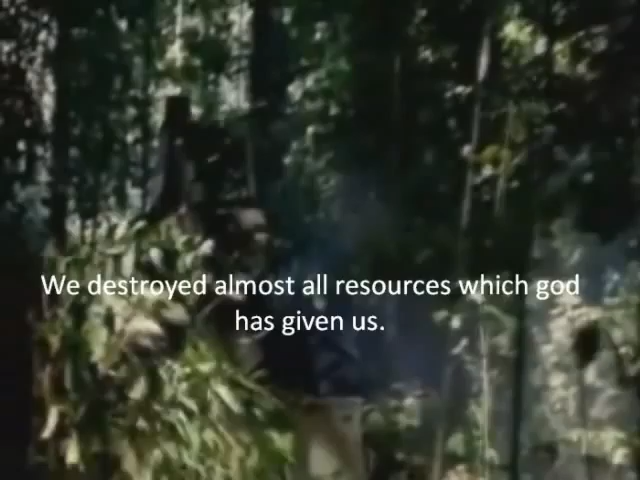 We destroyed almost all resources which god
has given us.